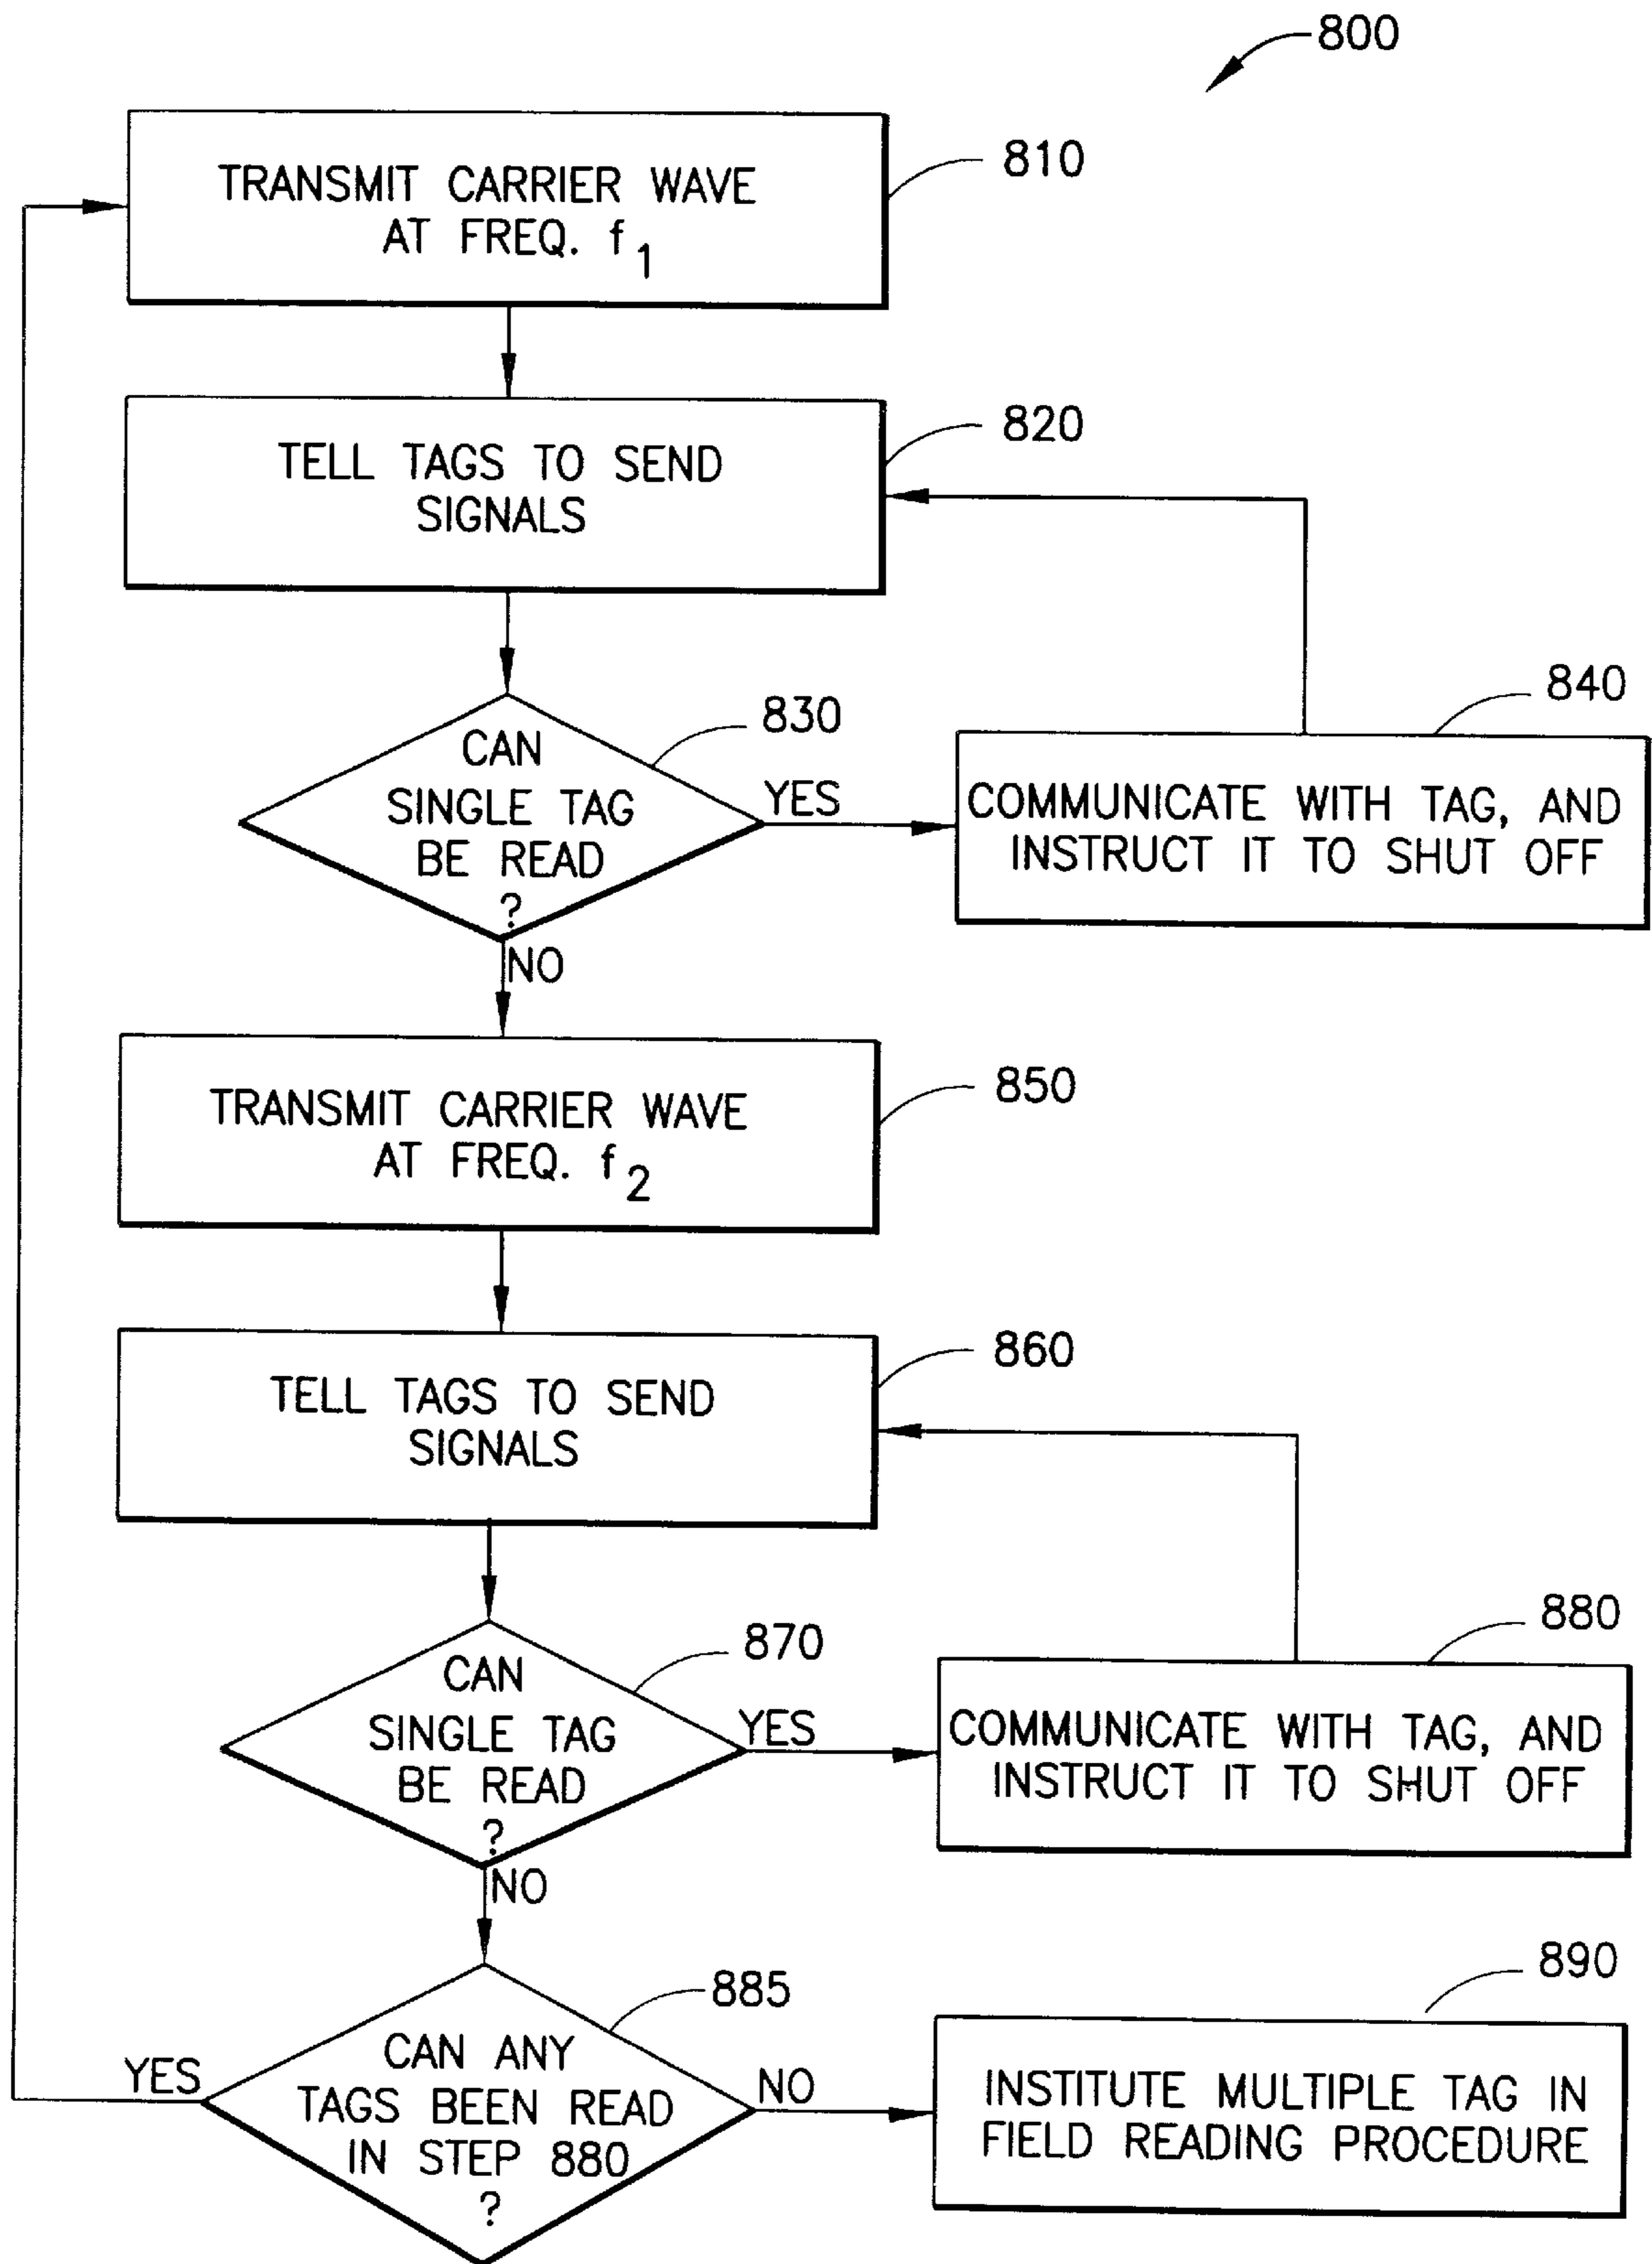 800
TRANSMIT CARRIER WAVE
AT FREQ. f1
810
TELL TAGS TO SEND
SIGNALS
820
CAN
SINGLE TAG
BE READ
?
830
YES
NO
COMMUNICATE WITH TAG, AND
INSTRUCT IT TO SHUT OFF
840
TRANSMIT CARRIER WAVE
AT FREQ. f2
850
TELL TAGS TO SEND
SIGNALS
860
CAN
SINGLE TAG
BE READ
?
870
YES
NO
COMMUNICATE WITH TAG, AND
INSTRUCT IT TO SHUT OFF
880
CAN ANY
TAGS BEEN READ
IN STEP 880
?
885
YES
NO
INSTITUTE MULTIPLE TAG IN
FIELD READING PROCEDURE
890